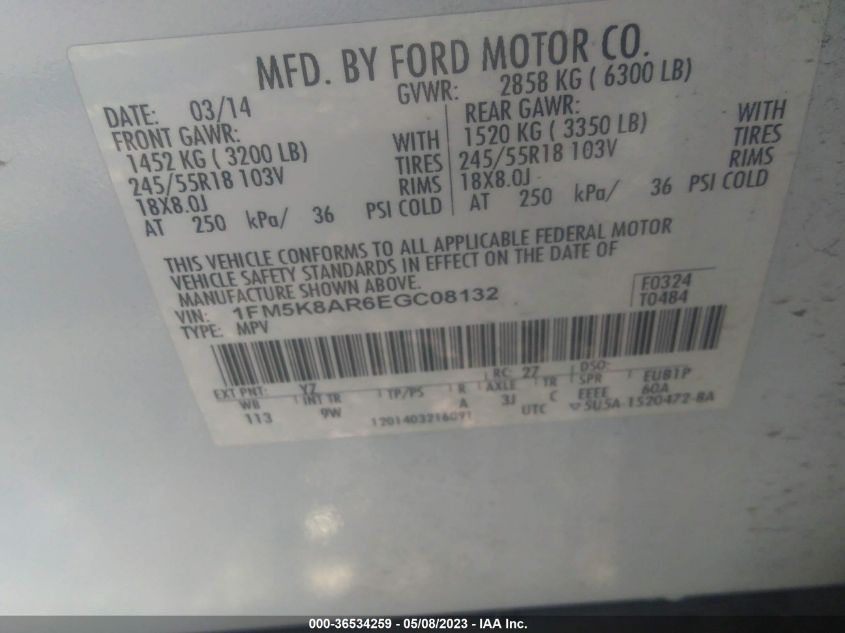 MFD. BY FORD MOTOR CO.
DATE: 03/14 GVWR: 2858 KG ( 6300 LB)
FRONT GAWR: REAR GAWR:
1452 KG ( 3200 LB) WITH 1520 KG ( 3350 LB) WITH
245/55R18 103V TIRES 245/55R18 103V TIRES
18X8.0J RIMS 18X8.0J RIMS
AT 250 kPa/ 36 PSI COLD AT 250 kPa/ 36 PSI COLD
THIS VEHICLE CONFORMS TO ALL APPLICABLE FEDERAL MOTOR
VEHICLE SAFETY STANDARDS IN EFFECT ON THE DATE OF
MANUFACTURE SHOWN ABOVE.
VIN: 1FM5K8AR6EGC08132 F0324
TYPE: MPV T0484
EXT PNT: YZ RC: 27 DSO:
WB INT TR TP/PS R AXLE TR SPR EUB1P
113 9W A 3J C EEEE 60A
1201403216091 UTC 5U5A-1520472-BA
000-36534259 - 05/08/2023 - IAA Inc.